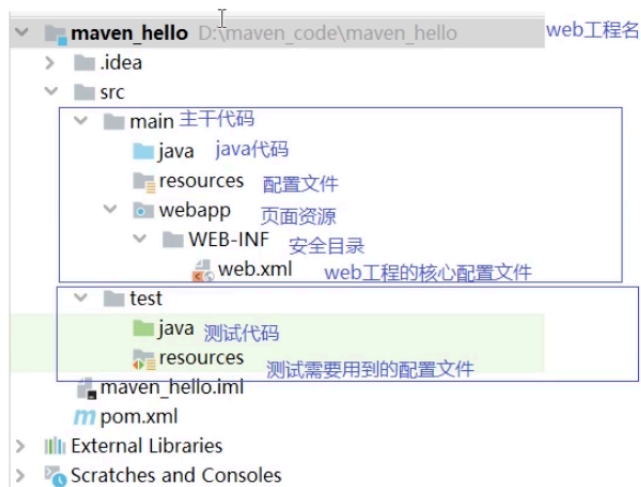 maven_hello D:\maven_code\maven_hello web工程名
.idea
src
main 主干代码
java java代码
resources 配置文件
webapp 页面资源
WEB-INF 安全目录
web.xml web工程的核心配置文件
test
java 测试代码
resources 测试需要用到的配置文件
maven_hello.iml
m pom.xml
External Libraries
Scratches and Consoles